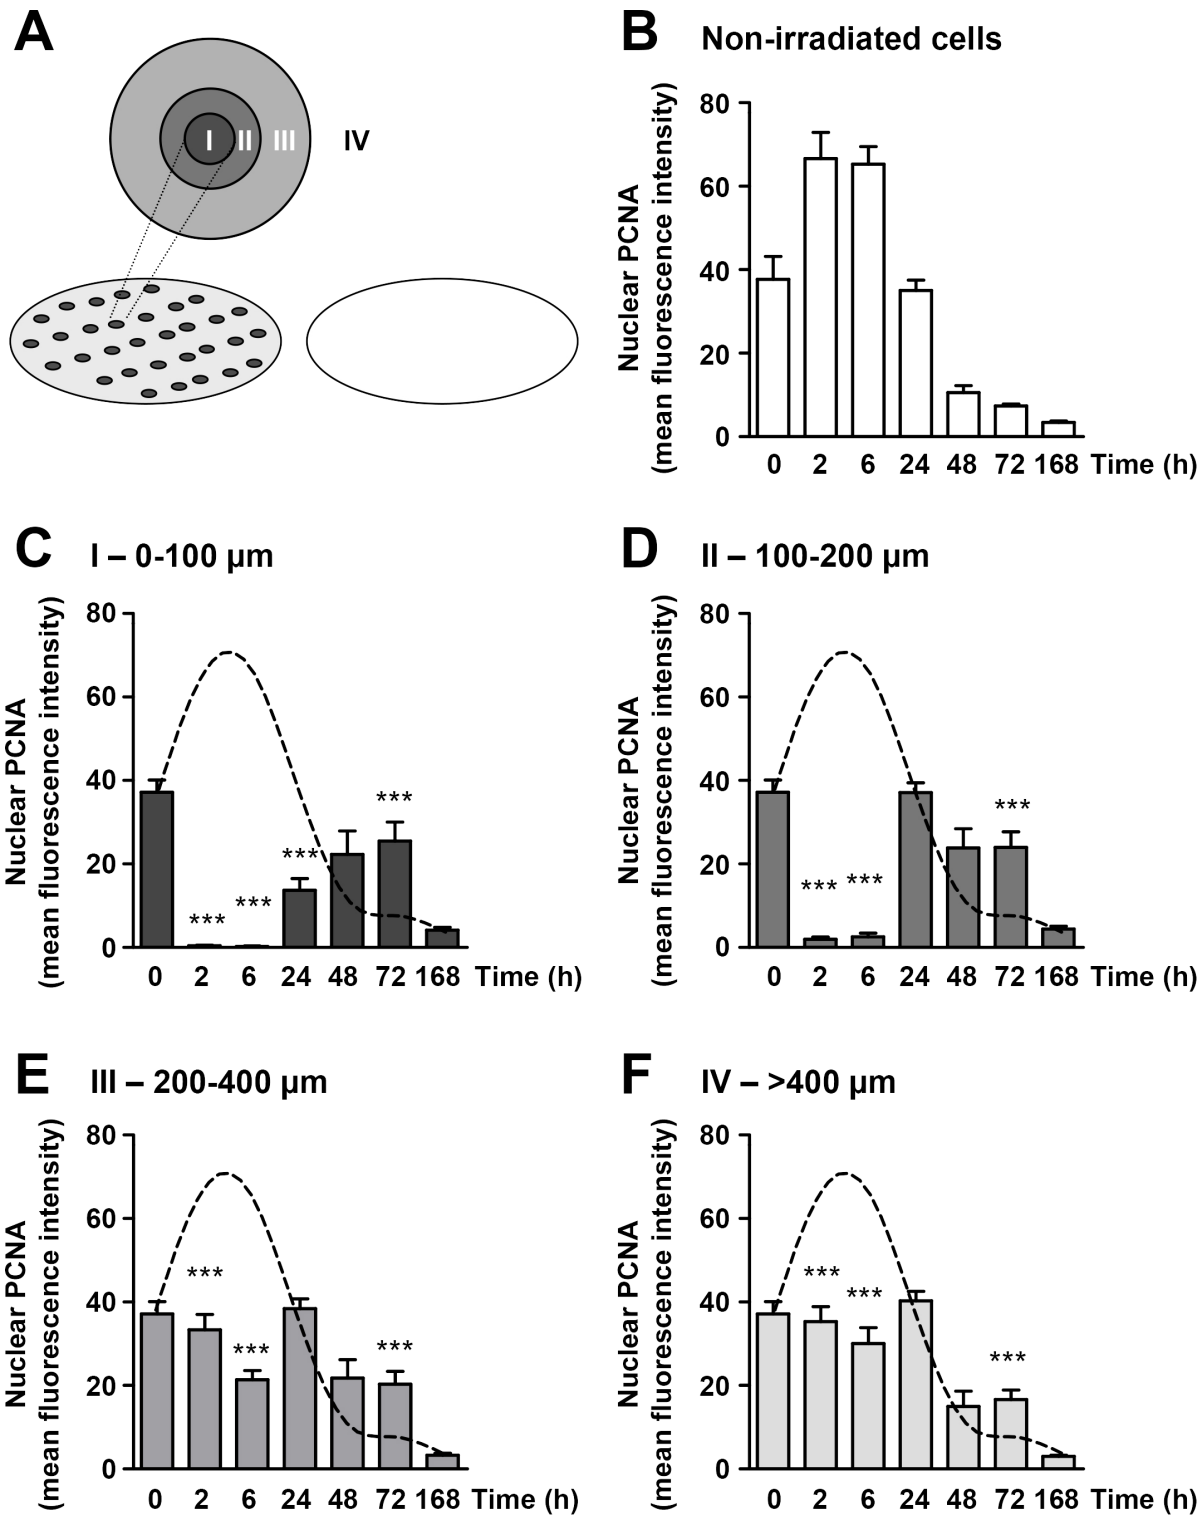 A
I II III IV
B Non-irradiated cells
Nuclear PCNA
(mean fluorescence intensity)
80
60
40
20
0
0 2 6 24 48 72 168 Time (h)
C I – 0-100 µm
Nuclear PCNA
(mean fluorescence intensity)
80
60
40
20
0
*** *** *** ***
0 2 6 24 48 72 168 Time (h)
D II – 100-200 µm
Nuclear PCNA
(mean fluorescence intensity)
80
60
40
20
0
*** *** ***
0 2 6 24 48 72 168 Time (h)
E III – 200-400 µm
Nuclear PCNA
(mean fluorescence intensity)
80
60
40
20
0
*** *** ***
0 2 6 24 48 72 168 Time (h)
F IV – >400 µm
Nuclear PCNA
(mean fluorescence intensity)
80
60
40
20
0
*** *** ***
0 2 6 24 48 72 168 Time (h)